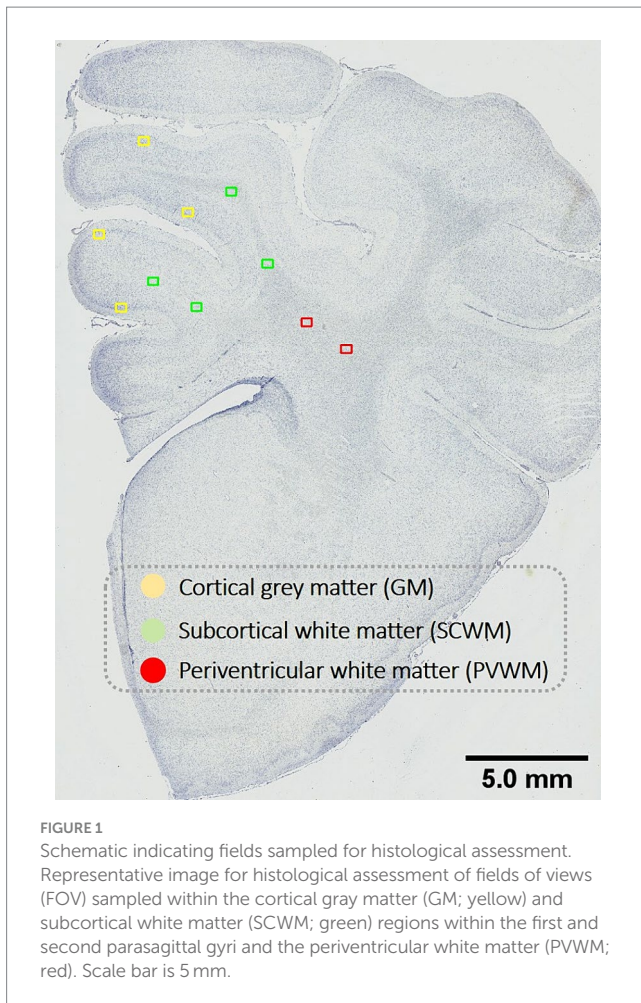 Cortical grey matter (GM)
Subcortical white matter (SCWM)
Periventricular white matter (PVWM)
5.0 mm
FIGURE 1
Schematic indicating fields sampled for histological assessment.
Representative image for histological assessment of fields of views
(FOV) sampled within the cortical gray matter (GM; yellow) and
subcortical white matter (SCWM; green) regions within the first and
second parasagittal gyri and the periventricular white matter (PVWM;
red). Scale bar is 5 mm.